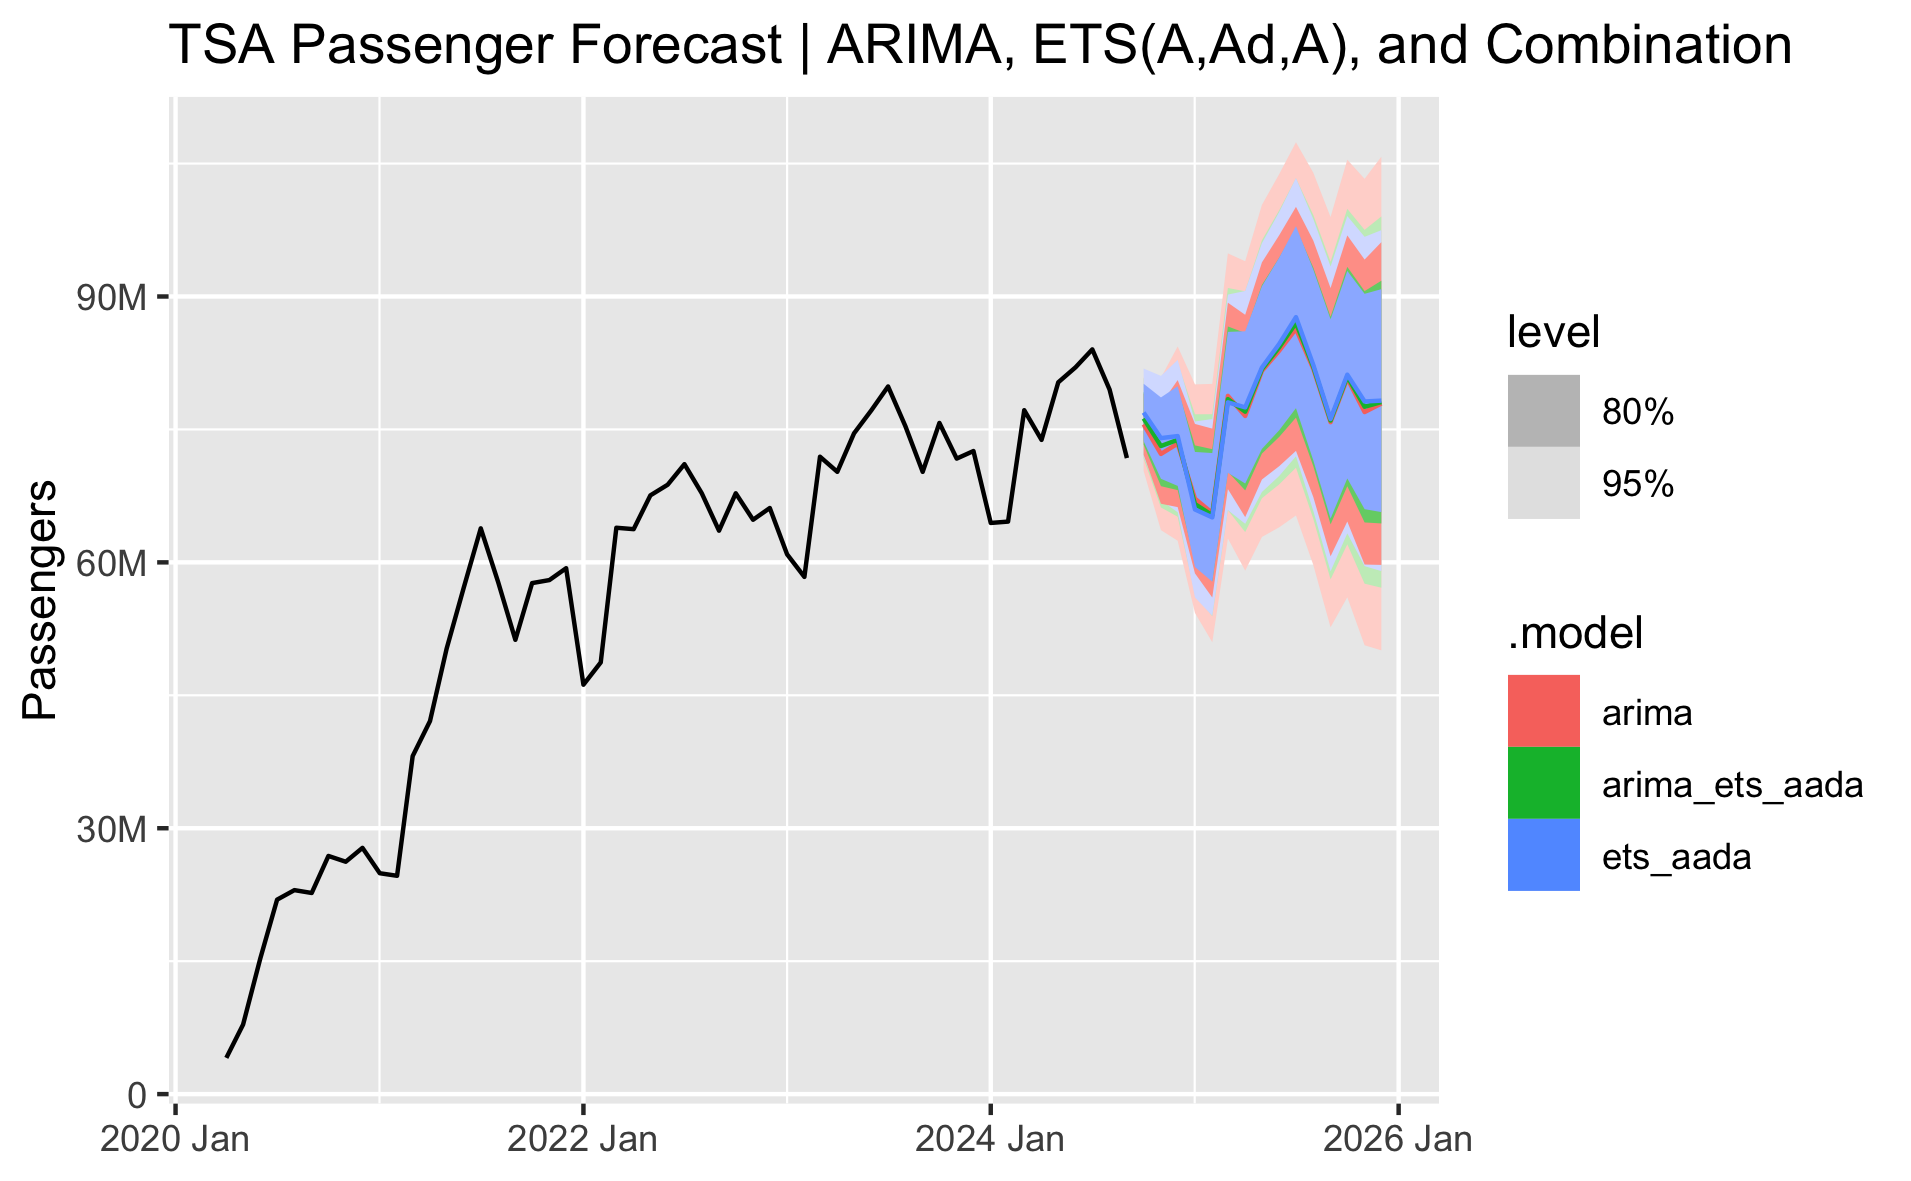 TSA Passenger Forecast | ARIMA, ETS(A,Ad,A), and Combination
Passengers
90M
60M
30M
0
2020 Jan
2022 Jan
2024 Jan
2026 Jan
level
80%
95%
.model
arima
arima_ets_aada
ets_aada